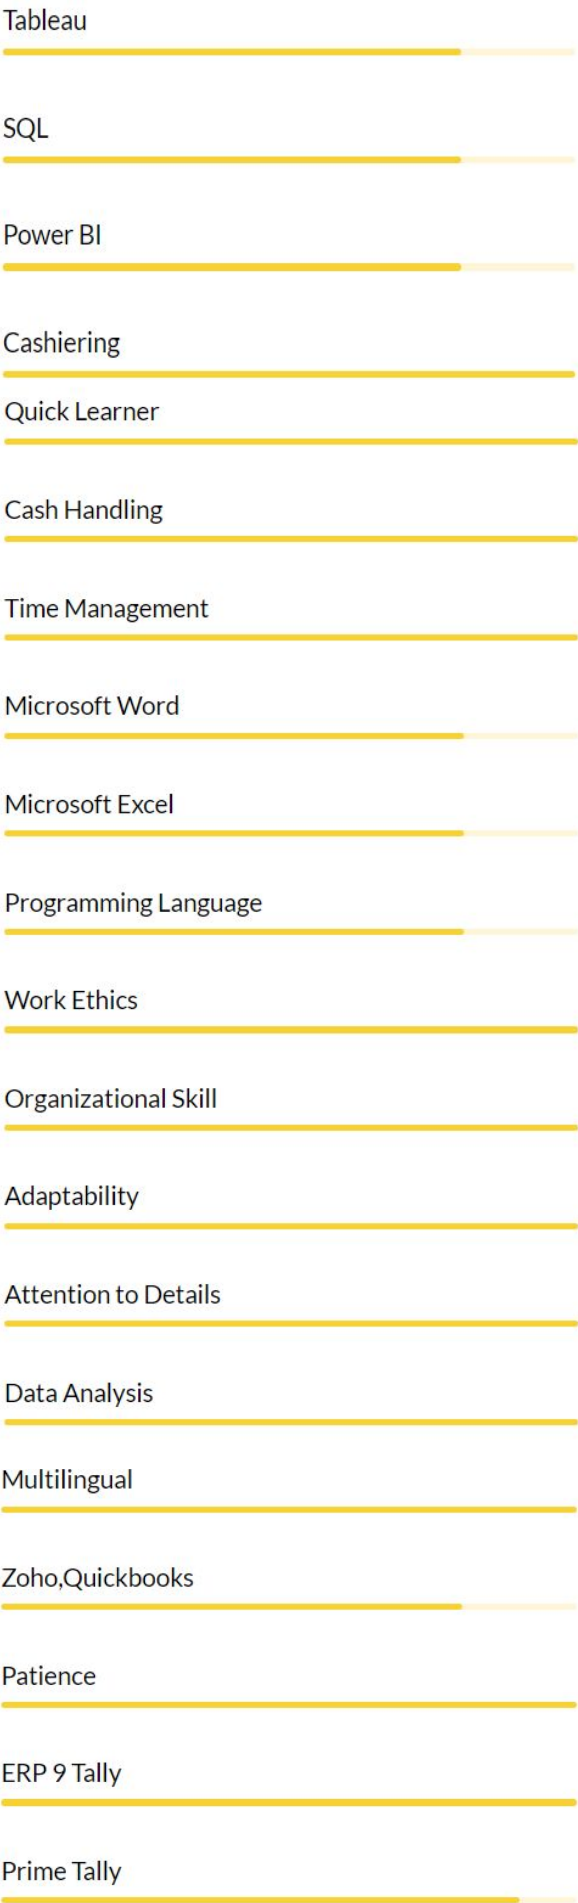 Tableau
SQL
Power BI
Cashiering
Quick Learner
Cash Handling
Time Management
Microsoft Word
Microsoft Excel
Programming Language
Work Ethics
Organizational Skill
Adaptability
Attention to Details
Data Analysis
Multilingual
Zoho,Quickbooks
Patience
ERP 9 Tally
Prime Tally